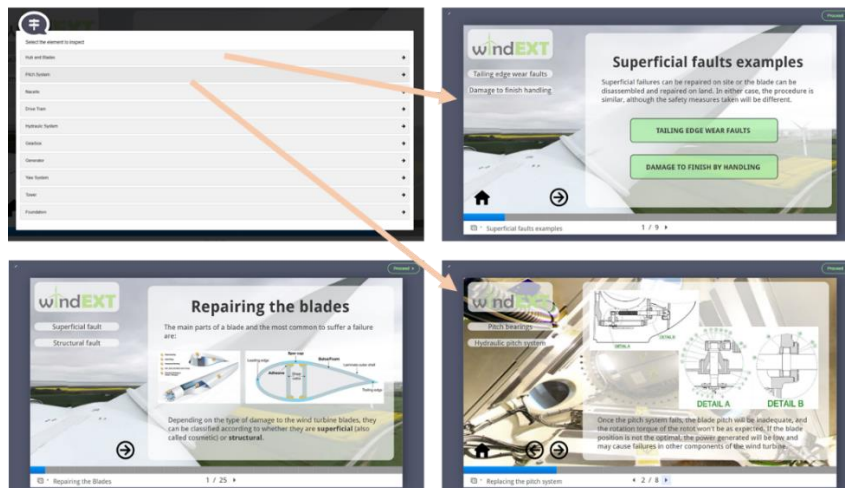 Select the element to inspect
Hub and Blades
Pitch System
Nacelle
Drive Train
Hydraulic System
Gearbox
Generator
Yaw System
Tower
Foundation
Proceed
windEXT
Tailing edge wear faults
Damage to finish handling
Superficial faults examples
Superficial failures can be repaired on site or the blade can be
disassembled and repaired on land. In either case, the procedure is
similar, although the safety measures taken will be different.
TAILING EDGE WEAR FAULTS
DAMAGE TO FINISH BY HANDLING
Superficial faults examples
1 / 9
Proceed
windEXT
Superficial fault
Structural fault
Repairing the blades
The main parts of a blade and the most common to suffer a failure
are:
Leading edge
Spar cap
Balsa/Foam
Adhesive
Trailing edge
Depending on the type of damage to the wind turbine blades, they
can be classified according to whether they are superficial (also
called cosmetic) or structural.
Repairing the Blades
1 / 25
Proceed
windEXT
Pitch bearings
Hydraulic pitch system
DETAIL A
DETAIL B
DETAIL A
DETAIL B
Once the pitch system fails, the blade pitch will be inadequate, and
the rotation torque of the rotor won't be as expected. If the blade
position is not the optimal, the power generated will be low and
may cause failures in other components of the wind turbine.
Replacing the pitch system
2 / 8